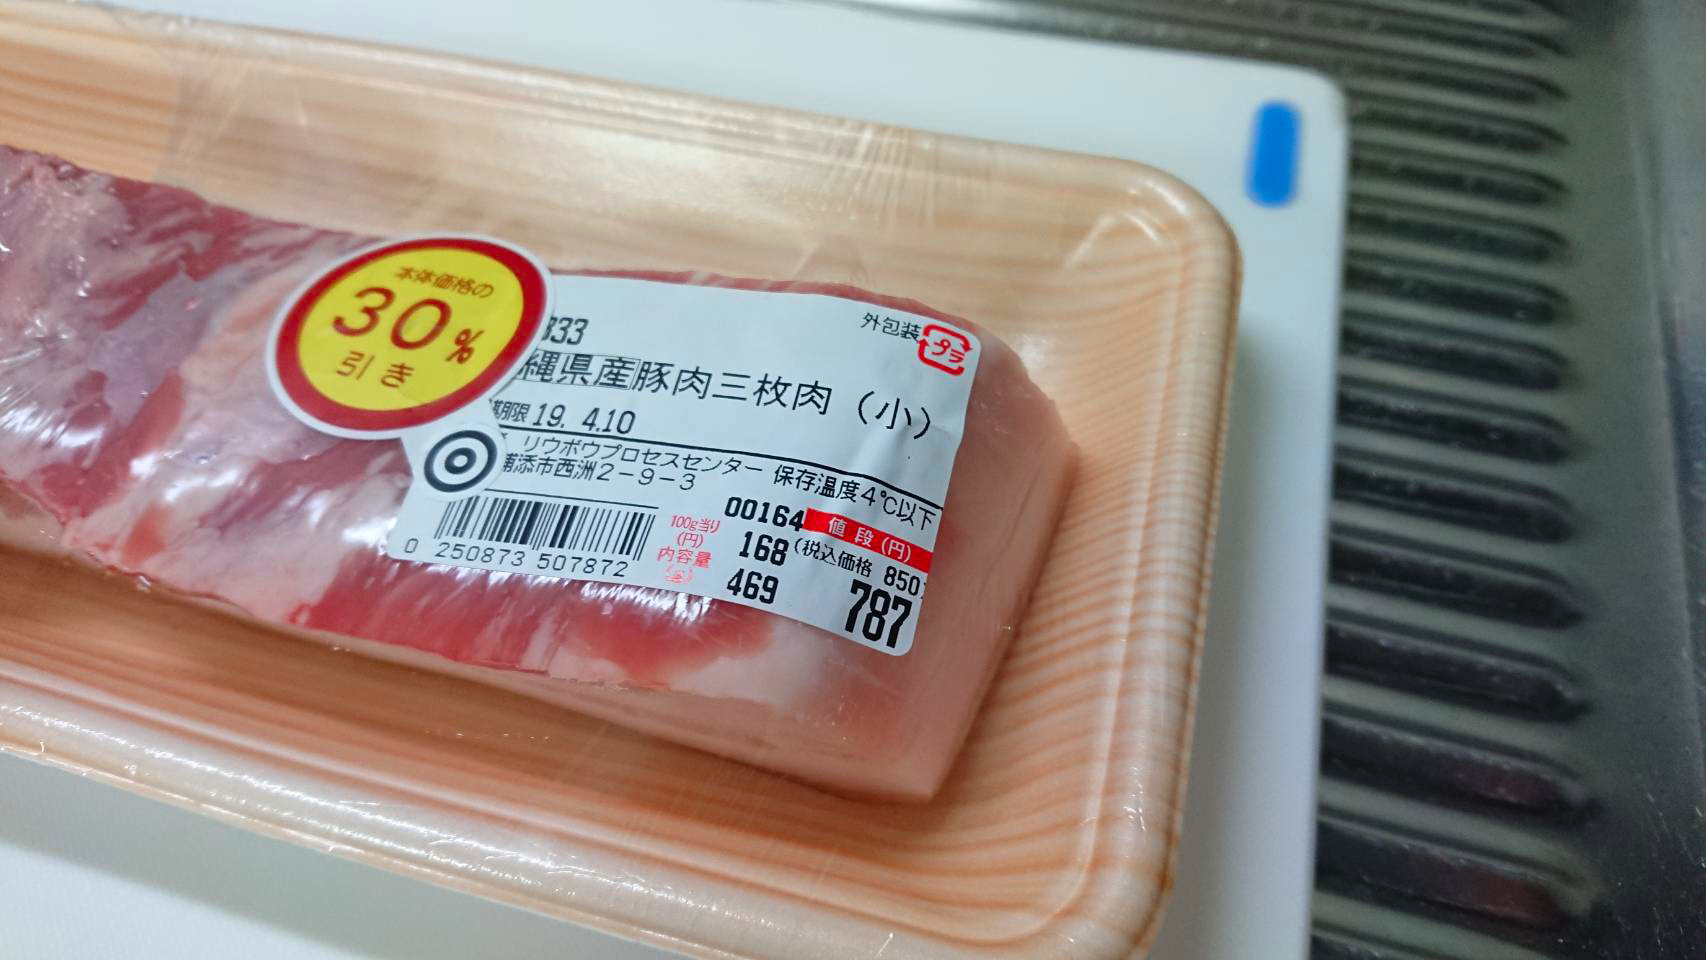 本体価格の
30%
引き
333
外包装 プラ
縄県産豚肉三枚肉(小)
期限 19. 4.10
リウボウプロセスセンター 保存温度4℃以下
浦添市西洲2-9-3
00164 値段(円)
100g当り(円) 168 (税込価格 850
内容量 469 787
0 250873 507872